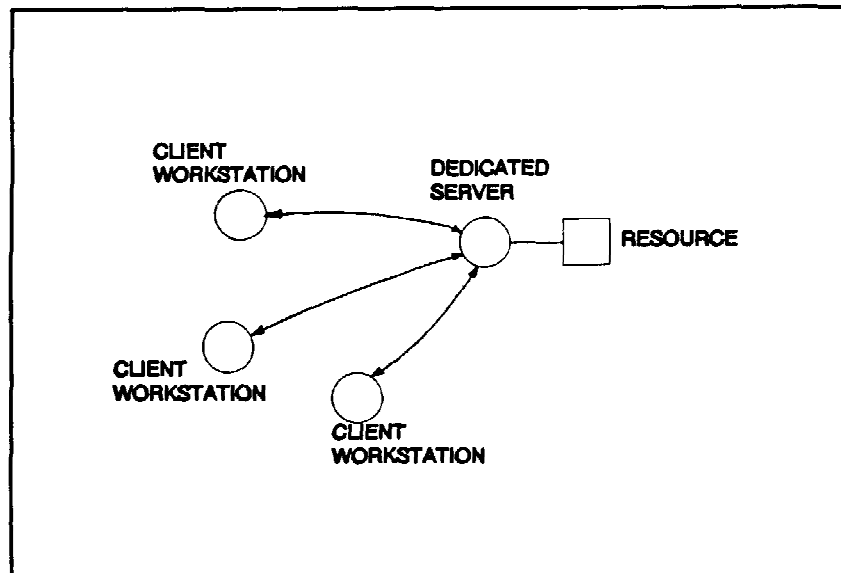 CLIENT
WORKSTATION
DEDICATED
SERVER
RESOURCE
CLIENT
WORKSTATION
CLIENT
WORKSTATION